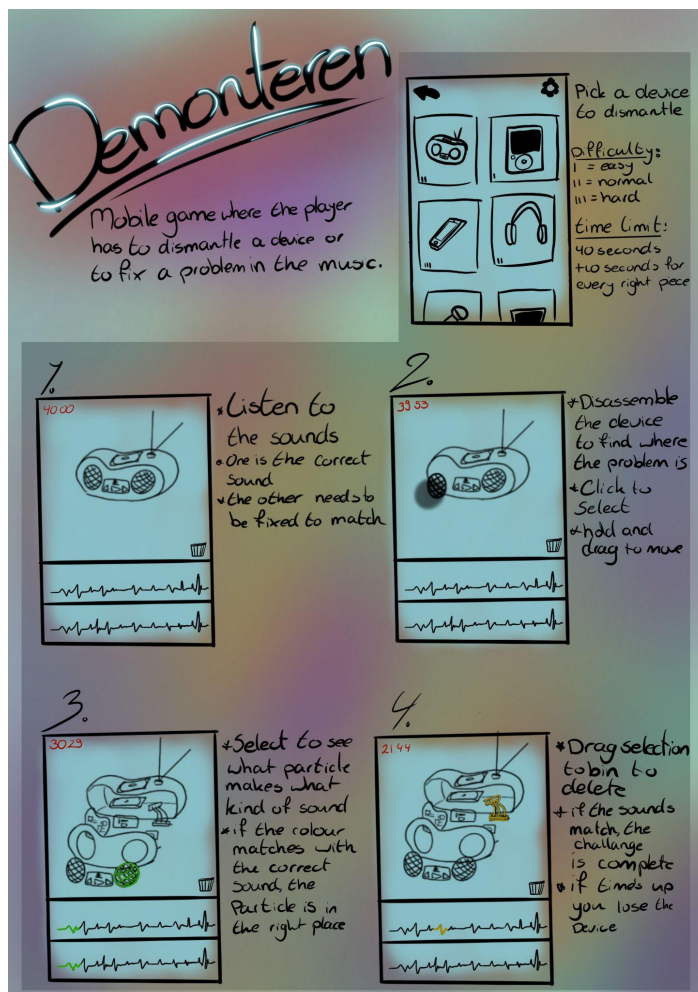 Demonteren
Mobile game where the player
has to dismantle a device or
to fix a problem in the music.
Pick a device
to dismantle
Difficulty:
I = easy
II = normal
III = hard
time limit:
40 seconds
+10 seconds for
every right piece
II
I
III
II
1.
40 00
*Listen to
the sounds
*One is the correct
sound
*the other needs to
be fixed to match
2.
39 53
*Disassemble
the device
to find where
the problem is
*Click to
Select
*hold and
drag to move
3.
30.29
*Select to see
what particle
makes what
kind of sound
*if the colour
matches with
the correct
sound, the
Particle is in
the right place
4.
21.44
*Drag selection
to bin to
delete
*if the sounds
match, the
challange
is complete
*if time's up
you lose the
Device